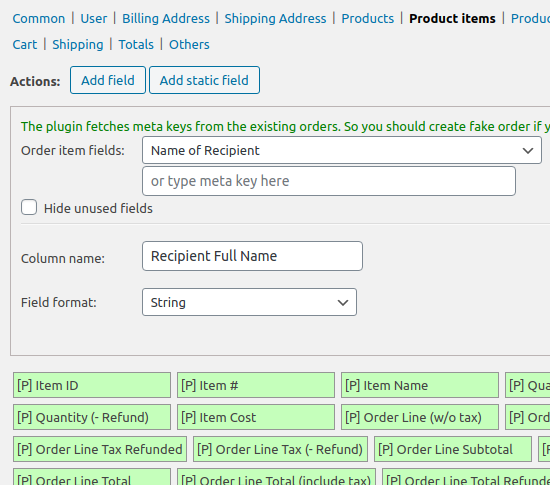 Common | User | Billing Address | Shipping Address | Products | Product items |
Cart | Shipping | Totals | Others
Actions: Add field Add static field
The plugin fetches meta keys from the existing orders. So you should create fake order if
Order item fields: Name of Recipient
or type meta key here
Hide unused fields
Column name: Recipient Full Name
Field format: String
[P] Item ID [P] Item # [P] Item Name [P]
[P] Quantity (- Refund) [P] Item Cost [P] Order Line (w/o tax) [P]
[P] Order Line Tax Refunded [P] Order Line Tax (- Refund) [P] Order Line Subtotal
[P] Order Line Total [P] Order Line Total (include tax) [P] Order Line Total